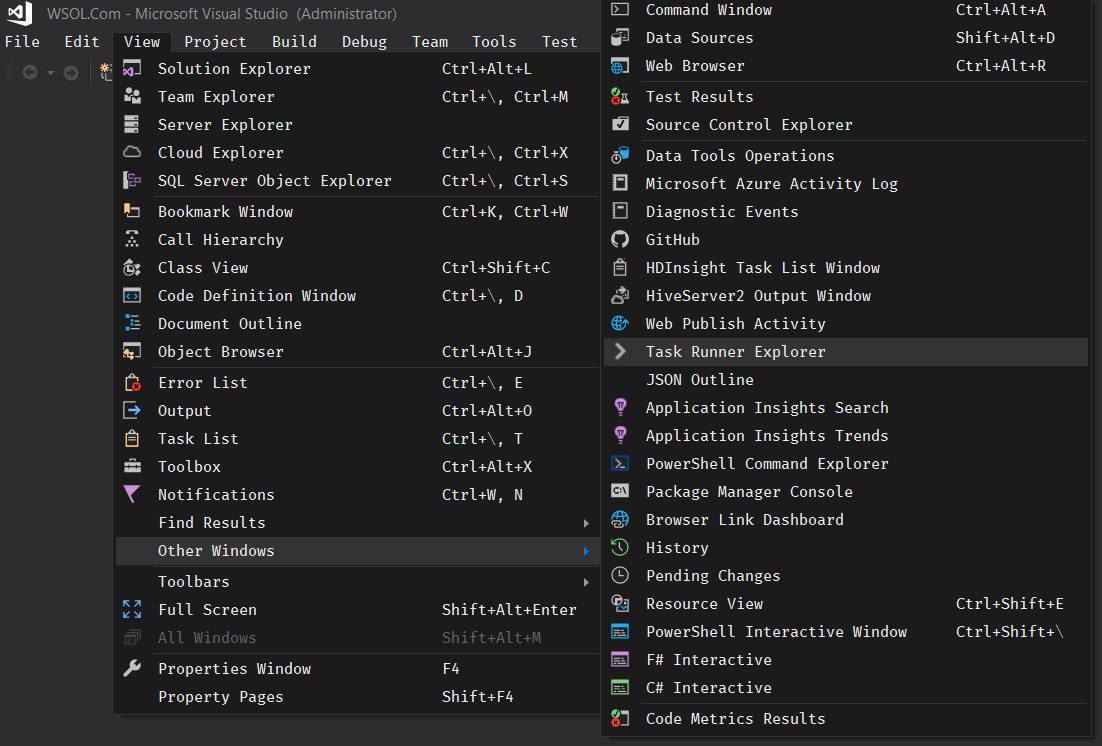 WSOL.Com - Microsoft Visual Studio (Administrator)
File Edit View Project Build Debug Team Tools Test
Solution Explorer Ctrl+Alt+L
Team Explorer Ctrl+\, Ctrl+M
Server Explorer
Cloud Explorer Ctrl+\, Ctrl+X
SQL Server Object Explorer Ctrl+\, Ctrl+S
Bookmark Window Ctrl+K, Ctrl+W
Call Hierarchy
Class View Ctrl+Shift+C
Code Definition Window Ctrl+\, D
Document Outline
Object Browser Ctrl+Alt+J
Error List Ctrl+\, E
Output Ctrl+Alt+O
Task List Ctrl+\, T
Toolbox Ctrl+Alt+X
Notifications Ctrl+W, N
Find Results
Other Windows
Toolbars
Full Screen Shift+Alt+Enter
All Windows Shift+Alt+M
Properties Window F4
Property Pages Shift+F4
Command Window Ctrl+Alt+A
Data Sources Shift+Alt+D
Web Browser Ctrl+Alt+R
Test Results
Source Control Explorer
Data Tools Operations
Microsoft Azure Activity Log
Diagnostic Events
GitHub
HDInsight Task List Window
HiveServer2 Output Window
Web Publish Activity
Task Runner Explorer
JSON Outline
Application Insights Search
Application Insights Trends
PowerShell Command Explorer
Package Manager Console
Browser Link Dashboard
History
Pending Changes
Resource View Ctrl+Shift+E
PowerShell Interactive Window Ctrl+Shift+\
F# Interactive
C# Interactive
Code Metrics Results